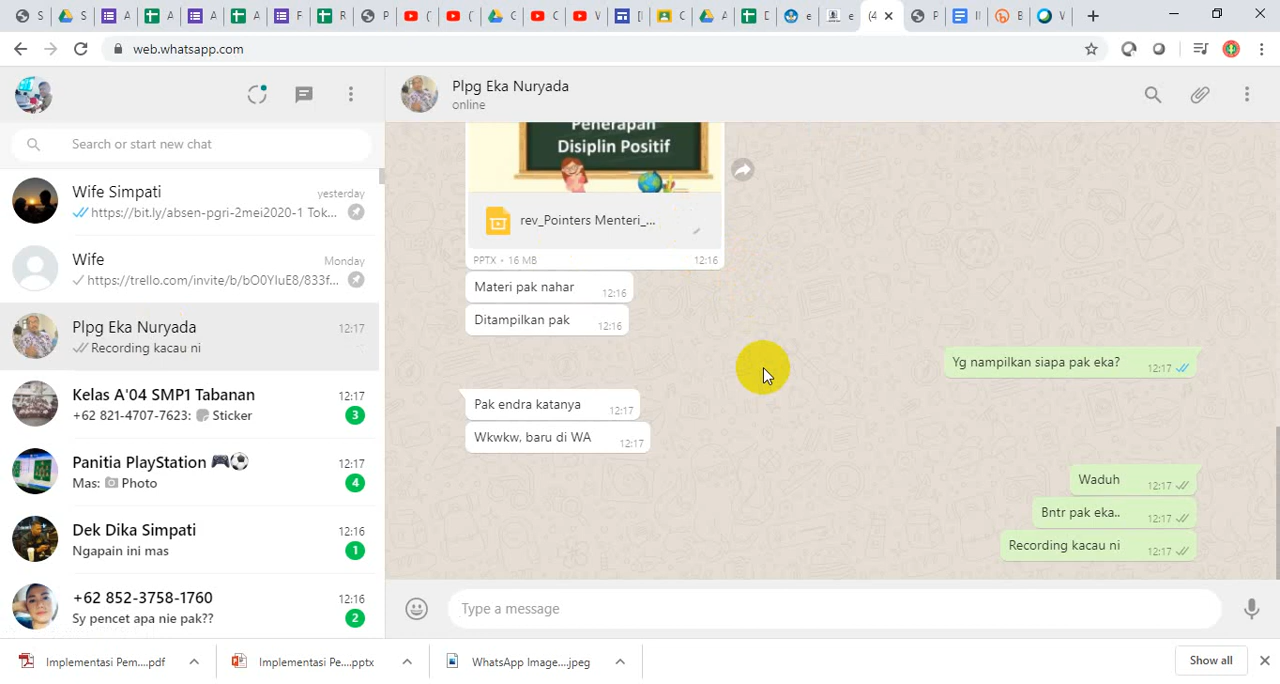 S
S
A
A
A
A
F
R
P
(
(
G
C
V
[
C
A
D
e
e
(4
P
I
B
V
web.whatsapp.com
Search or start new chat
Wife Simpati
yesterday
https://bit.ly/absen-pgri-2mei2020-1 Tok...
Wife
Monday
https://trello.com/invite/b/bO0YIuE8/833f...
Plpg Eka Nuryada
12:17
Recording kacau ni
Kelas A'04 SMP1 Tabanan
12:17
+62 821-4707-7623: Sticker
3
Panitia PlayStation 🎮⚽
12:17
Mas: Photo
4
Dek Dika Simpati
12:16
Ngapain ini mas
1
+62 852-3758-1760
12:16
Sy pencet apa nie pak??
2
Plpg Eka Nuryada
online
Penerapan
Disiplin Positif
rev_Pointers Menteri_...
PPTX • 16 MB
12:16
Materi pak nahar
12:16
Ditampilkan pak
12:16
Yg nampilkan siapa pak eka?
12:17
Pak endra katanya
12:17
Wkwkw, baru di WA
12:17
Waduh
12:17
Bntr pak eka..
12:17
Recording kacau ni
12:17
Type a message
Implementasi Pem....pdf
Implementasi Pe....pptx
WhatsApp Image....jpeg
Show all